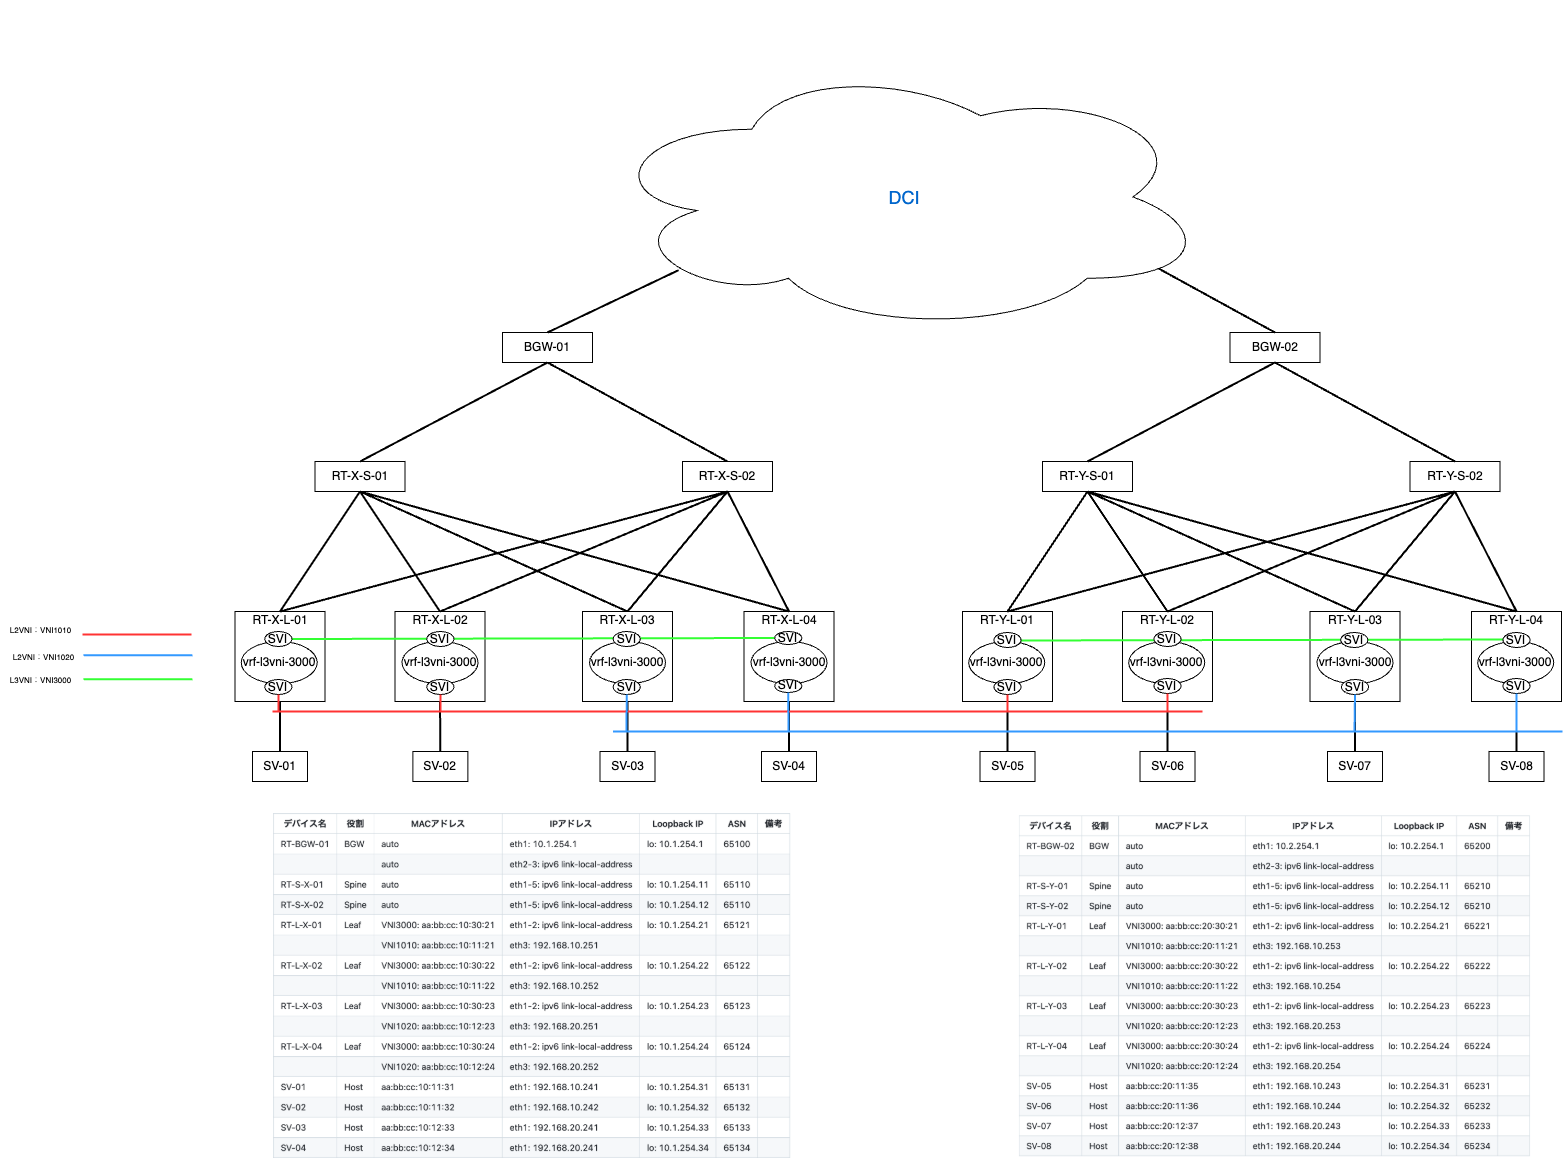 DCI
BGW-01
BGW-02
RT-X-S-01
RT-X-S-02
RT-Y-S-01
RT-Y-S-02
RT-X-L-01
RT-X-L-02
RT-X-L-03
RT-X-L-04
RT-Y-L-01
RT-Y-L-02
RT-Y-L-03
RT-Y-L-04
L2VNI：VNI1010
SVI
SVI
SVI
SVI
SVI
SVI
SVI
SVI
L2VNI：VNI1020
vrf-l3vni-3000
vrf-l3vni-3000
vrf-l3vni-3000
vrf-l3vni-3000
vrf-l3vni-3000
vrf-l3vni-3000
vrf-l3vni-3000
vrf-l3vni-3000
L3VNI：VNI3000
SVI
SVI
SVI
SVI
SVI
SVI
SVI
SVI
SV-01
SV-02
SV-03
SV-04
SV-05
SV-06
SV-07
SV-08
デバイス名 役割 MACアドレス IPアドレス Loopback IP ASN 備考
RT-BGW-01 BGW auto eth1: 10.1.254.1 lo: 10.1.254.1 65100
auto eth2-3: ipv6 link-local-address
RT-S-X-01 Spine auto eth1-5: ipv6 link-local-address lo: 10.1.254.11 65110
RT-S-X-02 Spine auto eth1-5: ipv6 link-local-address lo: 10.1.254.12 65110
RT-L-X-01 Leaf VNI3000: aa:bb:cc:10:30:21 eth1-2: ipv6 link-local-address lo: 10.1.254.21 65121
VNI1010: aa:bb:cc:10:11:21 eth3: 192.168.10.251
RT-L-X-02 Leaf VNI3000: aa:bb:cc:10:30:22 eth1-2: ipv6 link-local-address lo: 10.1.254.22 65122
VNI1010: aa:bb:cc:10:11:22 eth3: 192.168.10.252
RT-L-X-03 Leaf VNI3000: aa:bb:cc:10:30:23 eth1-2: ipv6 link-local-address lo: 10.1.254.23 65123
VNI1020: aa:bb:cc:10:12:23 eth3: 192.168.20.251
RT-L-X-04 Leaf VNI3000: aa:bb:cc:10:30:24 eth1-2: ipv6 link-local-address lo: 10.1.254.24 65124
VNI1020: aa:bb:cc:10:12:24 eth3: 192.168.20.252
SV-01 Host aa:bb:cc:10:11:31 eth1: 192.168.10.241 lo: 10.1.254.31 65131
SV-02 Host aa:bb:cc:10:11:32 eth1: 192.168.10.242 lo: 10.1.254.32 65132
SV-03 Host aa:bb:cc:10:12:33 eth1: 192.168.20.241 lo: 10.1.254.33 65133
SV-04 Host aa:bb:cc:10:12:34 eth1: 192.168.20.241 lo: 10.1.254.34 65134
デバイス名 役割 MACアドレス IPアドレス Loopback IP ASN 備考
RT-BGW-02 BGW auto eth1: 10.2.254.1 lo: 10.2.254.1 65200
auto eth2-3: ipv6 link-local-address
RT-S-Y-01 Spine auto eth1-5: ipv6 link-local-address lo: 10.2.254.11 65210
RT-S-Y-02 Spine auto eth1-5: ipv6 link-local-address lo: 10.2.254.12 65210
RT-L-Y-01 Leaf VNI3000: aa:bb:cc:20:30:21 eth1-2: ipv6 link-local-address lo: 10.2.254.21 65221
VNI1010: aa:bb:cc:20:11:21 eth3: 192.168.10.253
RT-L-Y-02 Leaf VNI3000: aa:bb:cc:20:30:22 eth1-2: ipv6 link-local-address lo: 10.2.254.22 65222
VNI1010: aa:bb:cc:20:11:22 eth3: 192.168.10.254
RT-L-Y-03 Leaf VNI3000: aa:bb:cc:20:30:23 eth1-2: ipv6 link-local-address lo: 10.2.254.23 65223
VNI1020: aa:bb:cc:20:12:23 eth3: 192.168.20.253
RT-L-Y-04 Leaf VNI3000: aa:bb:cc:20:30:24 eth1-2: ipv6 link-local-address lo: 10.2.254.24 65224
VNI1020: aa:bb:cc:20:12:24 eth3: 192.168.20.254
SV-05 Host aa:bb:cc:20:11:35 eth1: 192.168.10.243 lo: 10.2.254.31 65231
SV-06 Host aa:bb:cc:20:11:36 eth1: 192.168.10.244 lo: 10.2.254.32 65232
SV-07 Host aa:bb:cc:20:12:37 eth1: 192.168.20.243 lo: 10.2.254.33 65233
SV-08 Host aa:bb:cc:20:12:38 eth1: 192.168.20.244 lo: 10.2.254.34 65234